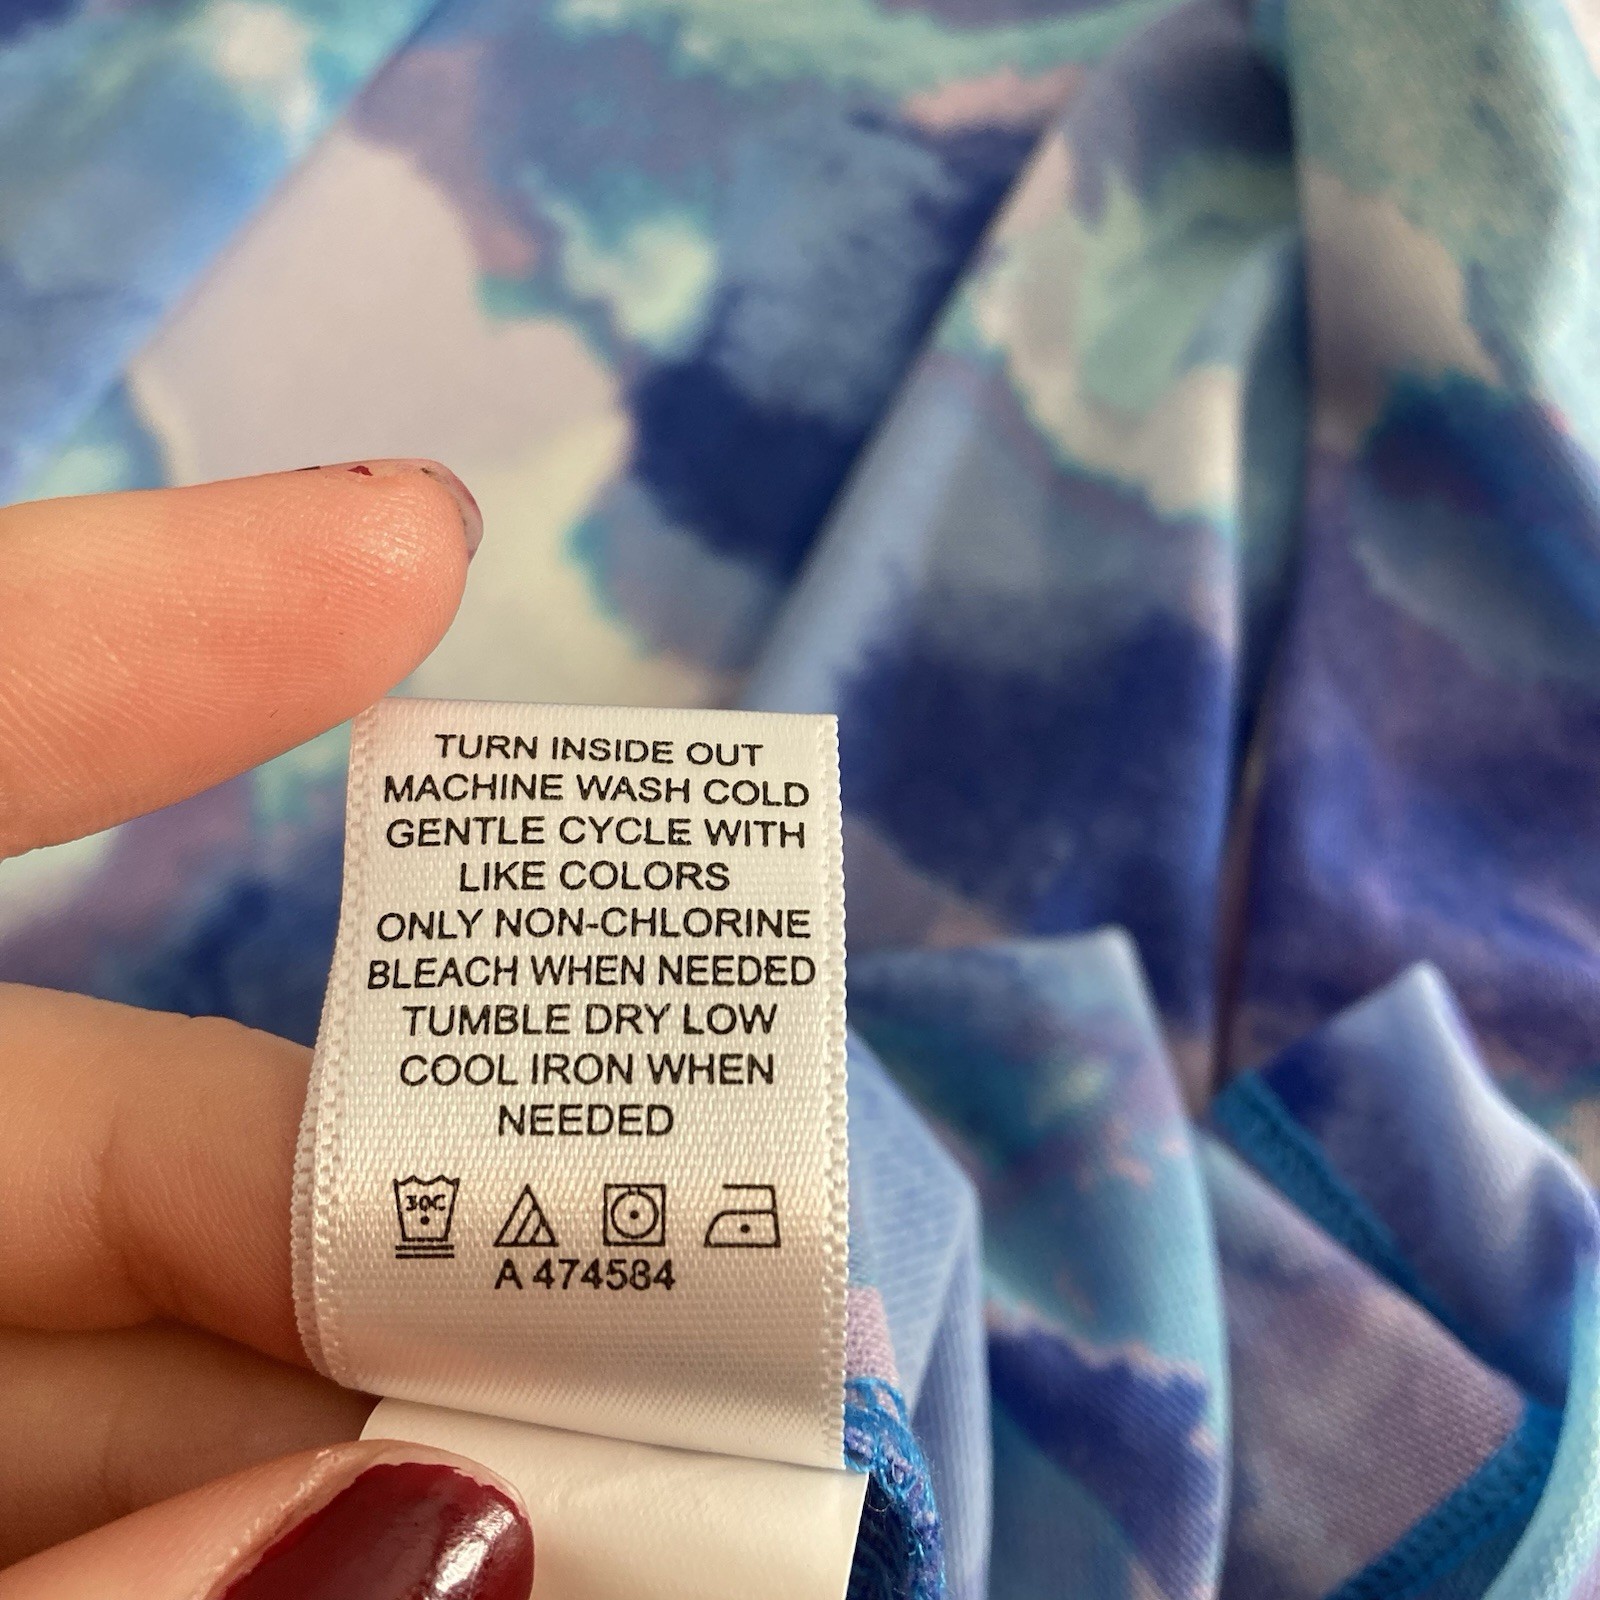 TURN INSIDE OUT
MACHINE WASH COLD
GENTLE CYCLE WITH
LIKE COLORS
ONLY NON-CHLORINE
BLEACH WHEN NEEDED
TUMBLE DRY LOW
COOL IRON WHEN
NEEDED
30C
A 474584